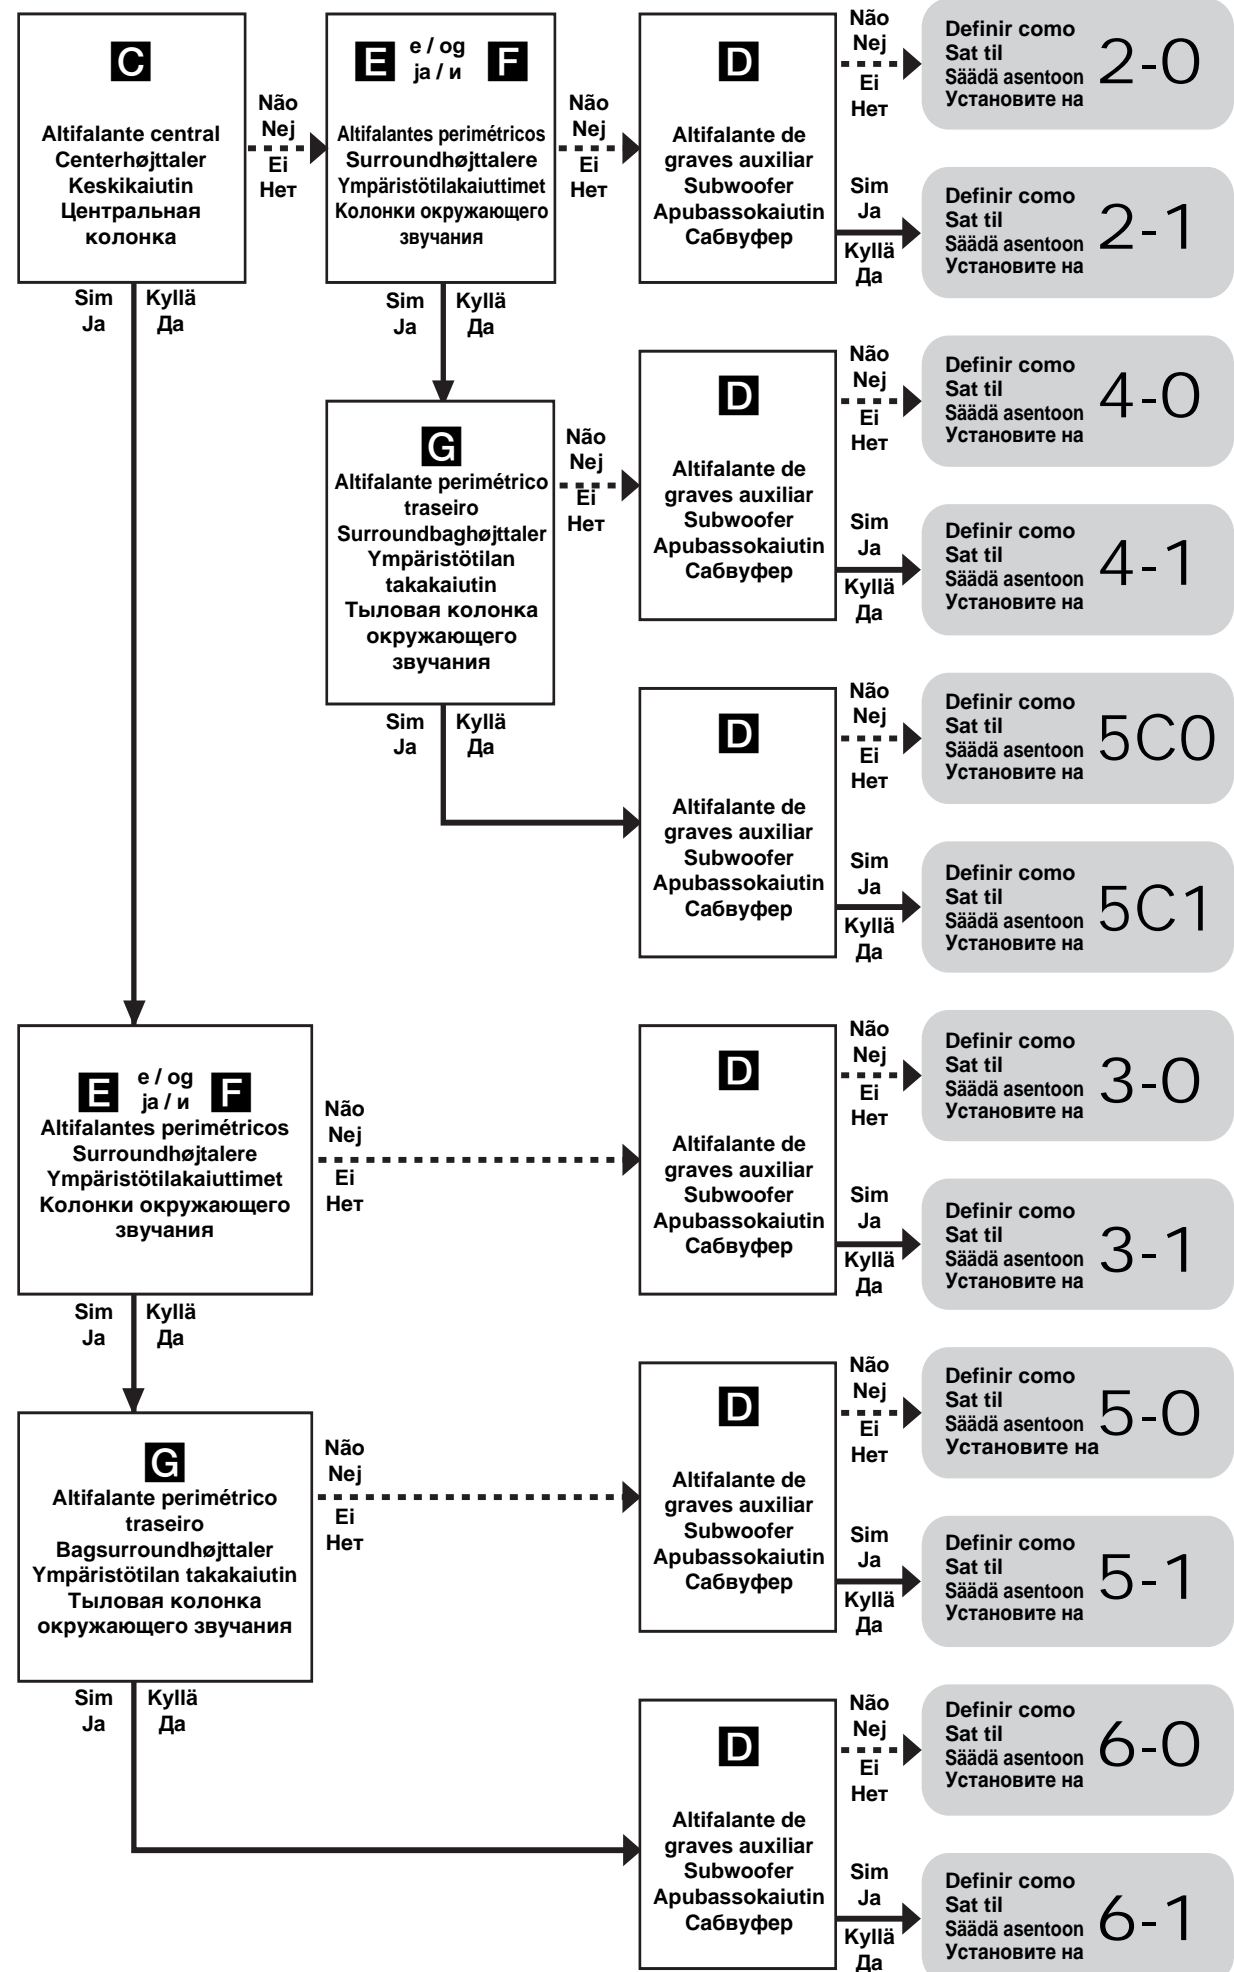 C
Altifalante central
Centerhøjttaler
Keskikaiutin
Центральная
колонка
Não
Nej
Ei
Нет
E e / og F
ja / и
Altifalantes perimétricos
Surroundhøjttalere
Ympäristötilakaiuttimet
Колонки окружающего
звучания
Não
Nej
Ei
Нет
D
Altifalante de
graves auxiliar
Subwoofer
Apubassokaiutin
Сабвуфер
Não
Nej
Ei
Нет
Definir como
Sat til
Säädä asentoon
Установите на
2-0
Sim
Ja
Kyllä
Да
Definir como
Sat til
Säädä asentoon
Установите на
2-1
Sim Kyllä
Ja Да
Sim Kyllä
Ja Да
G
Altifalante perimétrico
traseiro
Surroundbaghøjttaler
Ympäristötilan
takakaiutin
Тыловая колонка
окружающего
звучания
Não
Nej
Ei
Нет
D
Altifalante de
graves auxiliar
Subwoofer
Apubassokaiutin
Сабвуфер
Não
Nej
Ei
Нет
Definir como
Sat til
Säädä asentoon
Установите на
4-0
Sim
Ja
Kyllä
Да
Definir como
Sat til
Säädä asentoon
Установите на
4-1
Sim Kyllä
Ja Да
D
Altifalante de
graves auxiliar
Subwoofer
Apubassokaiutin
Сабвуфер
Não
Nej
Ei
Нет
Definir como
Sat til
Säädä asentoon
Установите на
5C0
Sim
Ja
Kyllä
Да
Definir como
Sat til
Säädä asentoon
Установите на
5C1
E e / og F
ja / и
Altifalantes perimétricos
Surroundhøjtalere
Ympäristötilakaiuttimet
Колонки окружающего
звучания
Não
Nej
Ei
Нет
D
Altifalante de
graves auxiliar
Subwoofer
Apubassokaiutin
Сабвуфер
Não
Nej
Ei
Нет
Definir como
Sat til
Säädä asentoon
Установите на
3-0
Sim
Ja
Kyllä
Да
Definir como
Sat til
Säädä asentoon
Установите на
3-1
Sim Kyllä
Ja Да
G
Altifalante perimétrico
traseiro
Bagsurroundhøjttaler
Ympäristötilan takakaiutin
Тыловая колонка
окружающего звучания
Não
Nej
Ei
Нет
D
Altifalante de
graves auxiliar
Subwoofer
Apubassokaiutin
Сабвуфер
Não
Nej
Ei
Нет
Definir como
Sat til
Säädä asentoon
Установите на
5-0
Sim
Ja
Kyllä
Да
Definir como
Sat til
Säädä asentoon
Установите на
5-1
Sim Kyllä
Ja Да
D
Altifalante de
graves auxiliar
Subwoofer
Apubassokaiutin
Сабвуфер
Não
Nej
Ei
Нет
Definir como
Sat til
Säädä asentoon
Установите на
6-0
Sim
Ja
Kyllä
Да
Definir como
Sat til
Säädä asentoon
Установите на
6-1